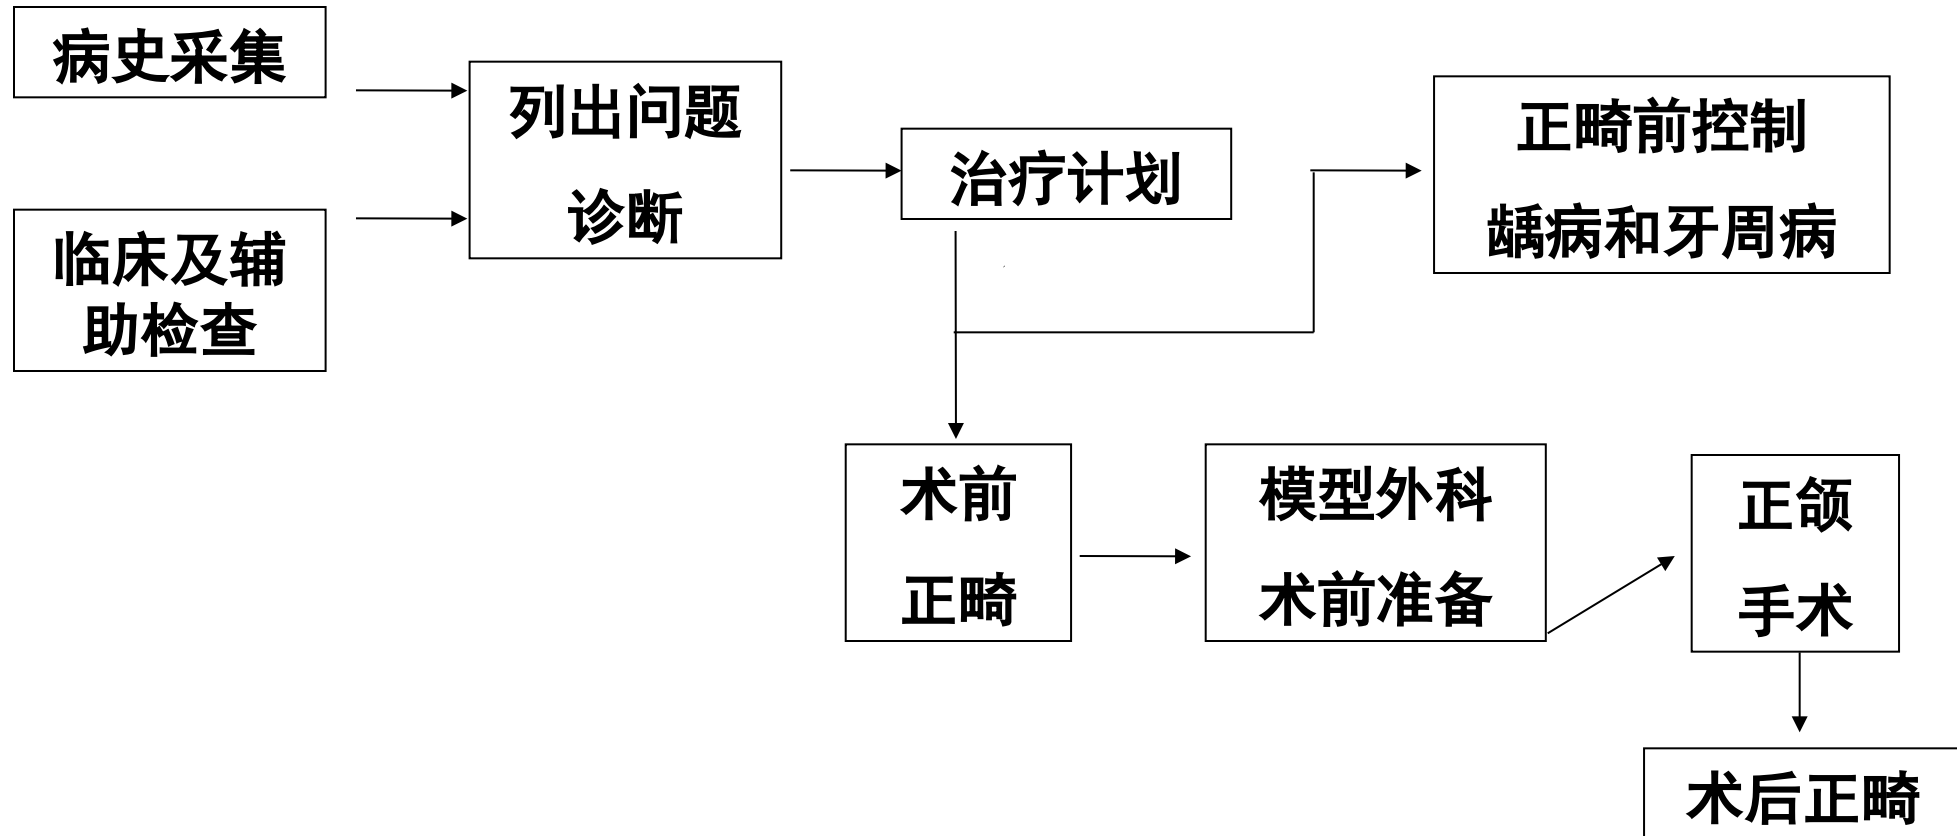 病史采集
临床及辅
助检查
列出问题
诊断
治疗计划
正畸前控制
龋病和牙周病
术前
正畸
模型外科
术前准备
正颌
手术
术后正畸